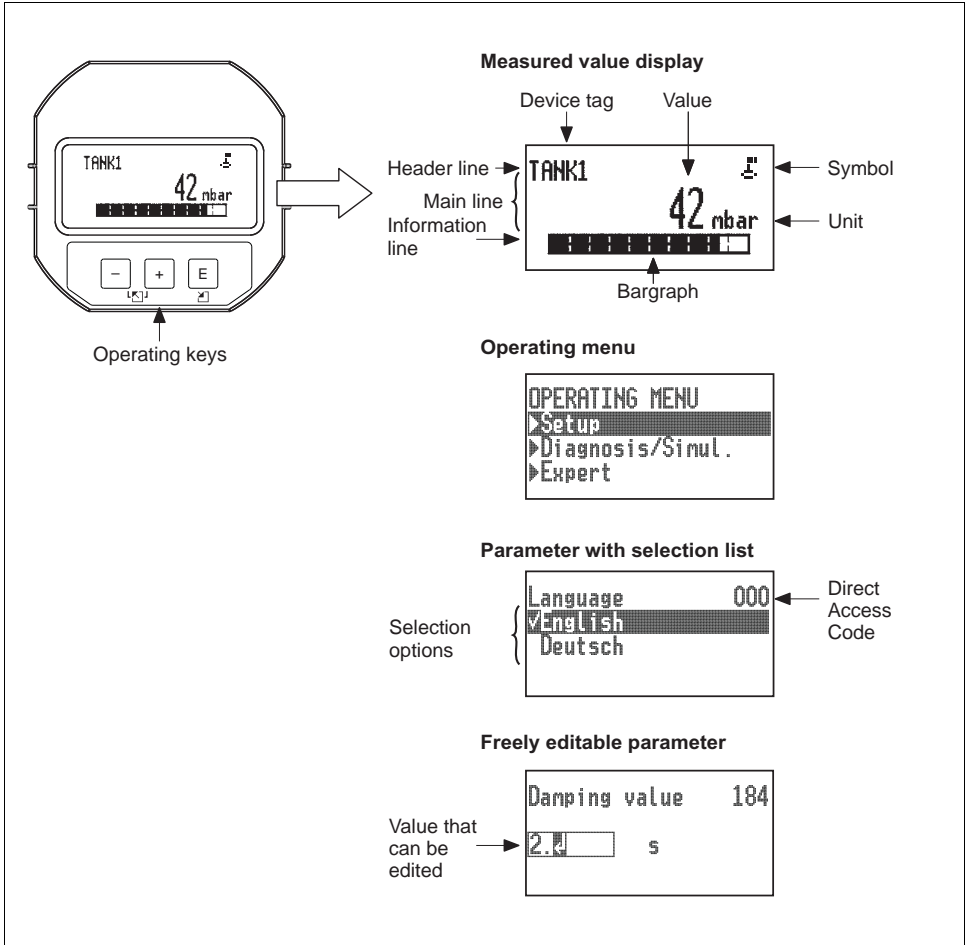 Measured value display
Device tag
Value
TANK1
42 mbar
- + E
Operating keys
Header line
Main line
Information
line
TANK1
42 mbar
Symbol
Unit
Bargraph
Operating menu
OPERATING MENU
Setup
Diagnosis/Simul.
Expert
Parameter with selection list
Language 000
English
Deutsch
Selection
options
Direct
Access
Code
Freely editable parameter
Damping value 184
2. s
Value that
can be
edited